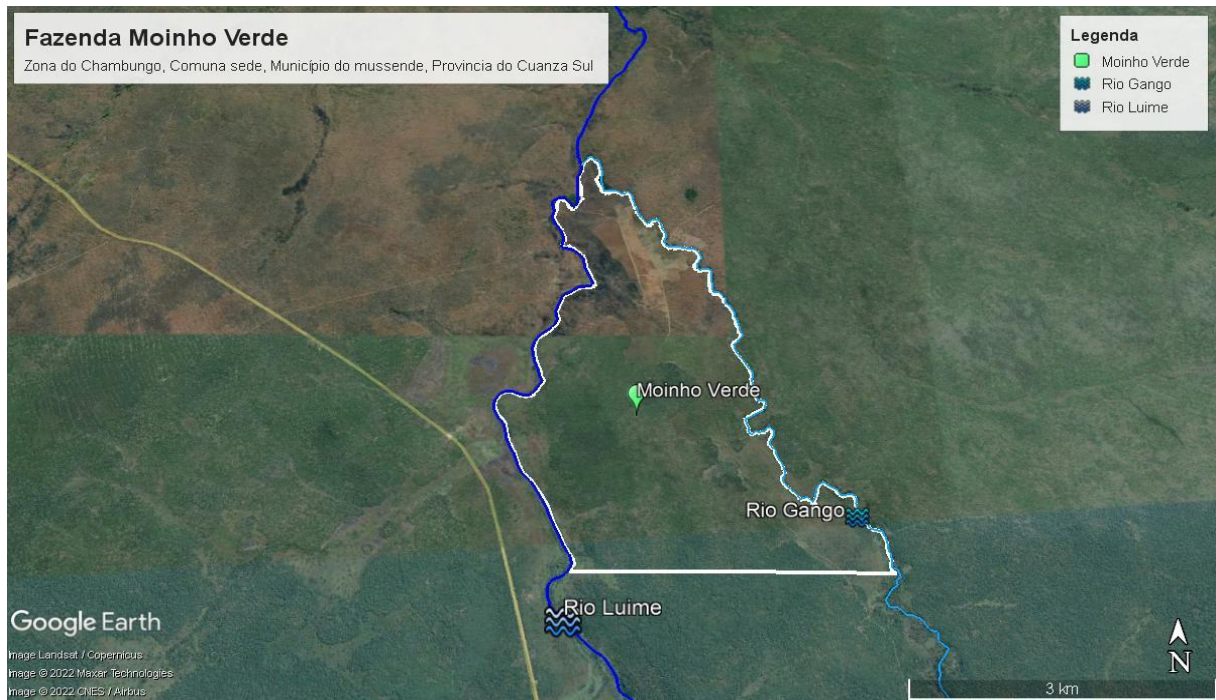 Fazenda Moinho Verde
Zona do Chambungo, Comuna sede, Município do mussende, Provincia do Cuanza Sul
Legenda
Moinho Verde
Rio Gango
Rio Luime
Moinho Verde
Rio Gango
Rio Luime
Google Earth
Image Landsat / Copernicus
Image © 2022 Maxar Technologies
Image © 2022 CNES / Airbus
N
3 km